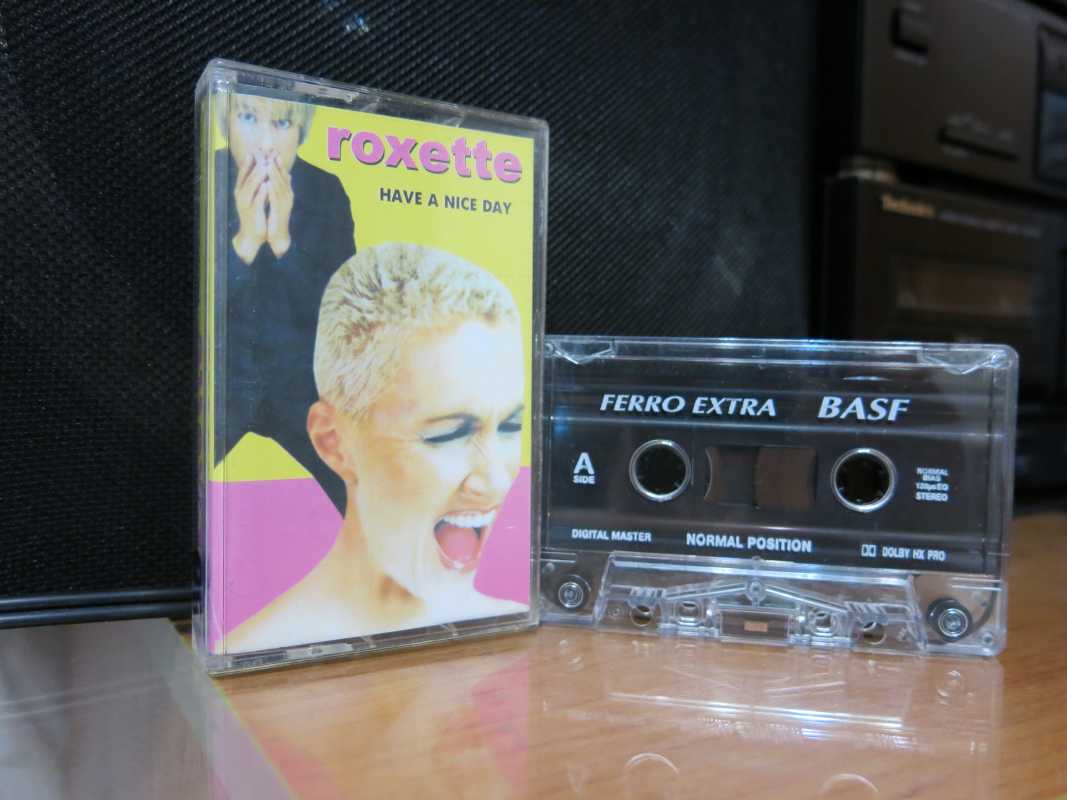 roxette
HAVE A NICE DAY
Technics
FERRO EXTRA BASF
A
SIDE
NORMAL
BIAS
120µs EQ
STEREO
DIGITAL MASTER
NORMAL POSITION
DOLBY HX PRO